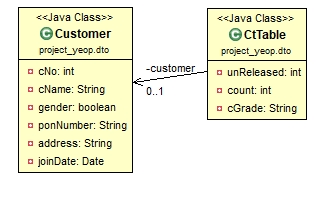 <<Java Class>>
Customer
project_yeop.dto
cNo: int
cName: String
gender: boolean
ponNumber: String
address: String
joinDate: Date
-customer
0..1
<<Java Class>>
CtTable
project_yeop.dto
unReleased: int
count: int
cGrade: String